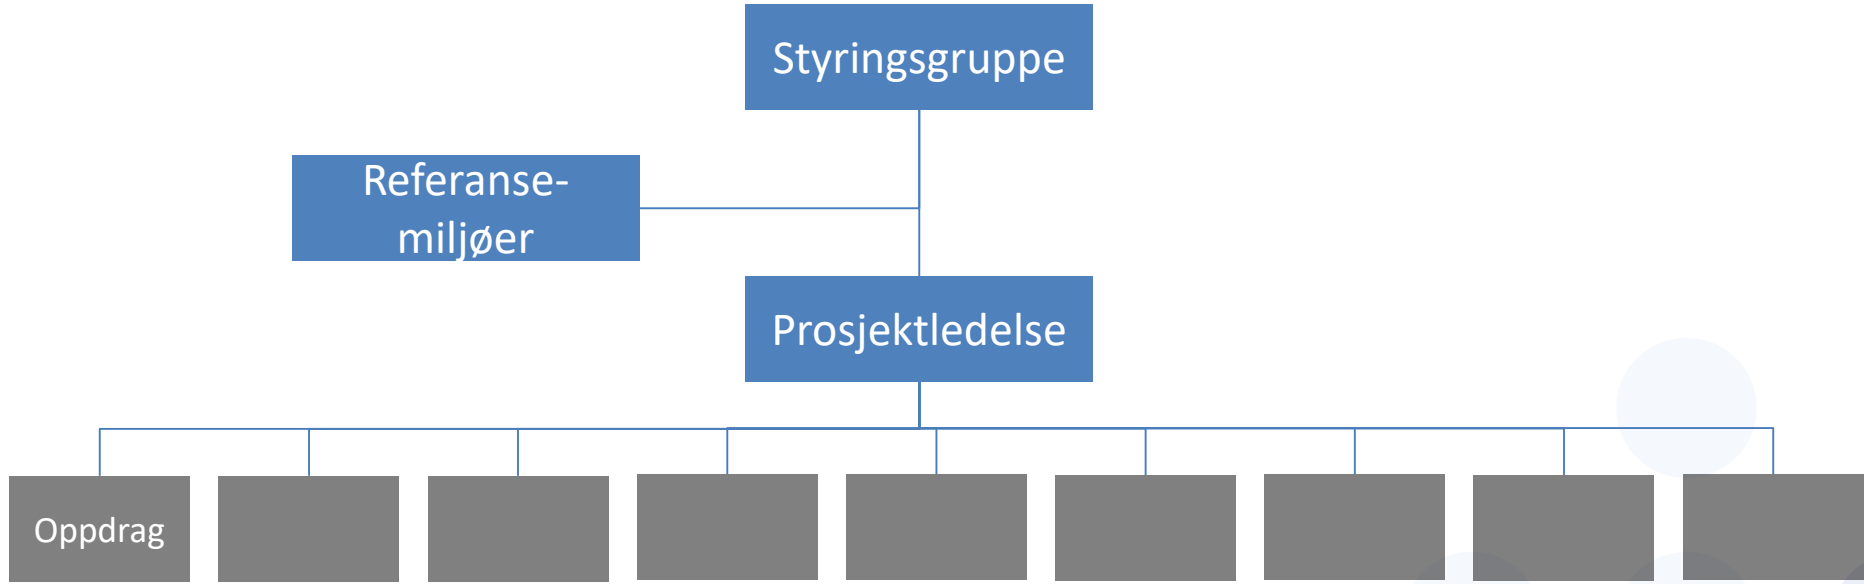 Styringsgruppe
Referanse-
miljøer
Prosjektledelse
Oppdrag